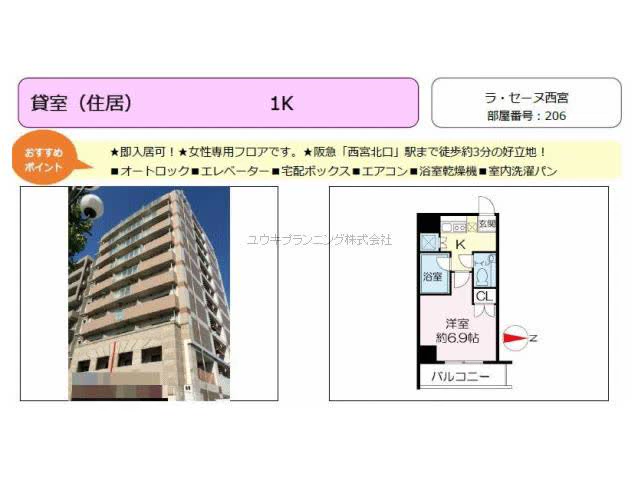 貸室（住居）
1K
ラ・セーヌ西宮
部屋番号：206
おすすめ
ポイント
★即入居可！★女性専用フロアです。★阪急「西宮北口」駅まで徒歩約3分の好立地！
■オートロック■エレベーター■宅配ボックス■エアコン■浴室乾燥機■室内洗濯パン
ユウキプランニング株式会社
玄関
K
浴室
トイレ
CL
洋室
約6.9帖
N
バルコニー